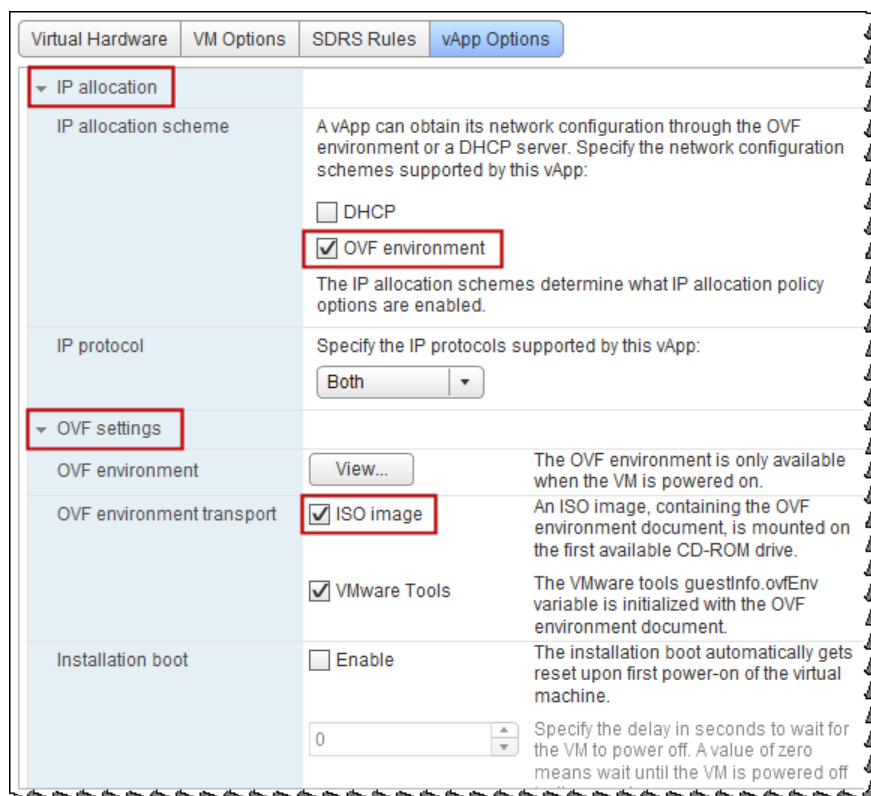 Virtual Hardware VM Options SDRS Rules vApp Options
IP allocation
IP allocation scheme
A vApp can obtain its network configuration through the OVF
environment or a DHCP server. Specify the network configuration
schemes supported by this vApp:
DHCP
OVF environment
The IP allocation schemes determine what IP allocation policy
options are enabled.
IP protocol
Specify the IP protocols supported by this vApp:
Both
OVF settings
OVF environment
View...
The OVF environment is only available
when the VM is powered on.
OVF environment transport
ISO image
An ISO image, containing the OVF
environment document, is mounted on
the first available CD-ROM drive.
VMware Tools
The VMware tools guestInfo.ovfEnv
variable is initialized with the OVF
environment document.
Installation boot
Enable
The installation boot automatically gets
reset upon first power-on of the virtual
machine.
0
Specify the delay in seconds to wait for
the VM to power off. A value of zero
means wait until the VM is powered off